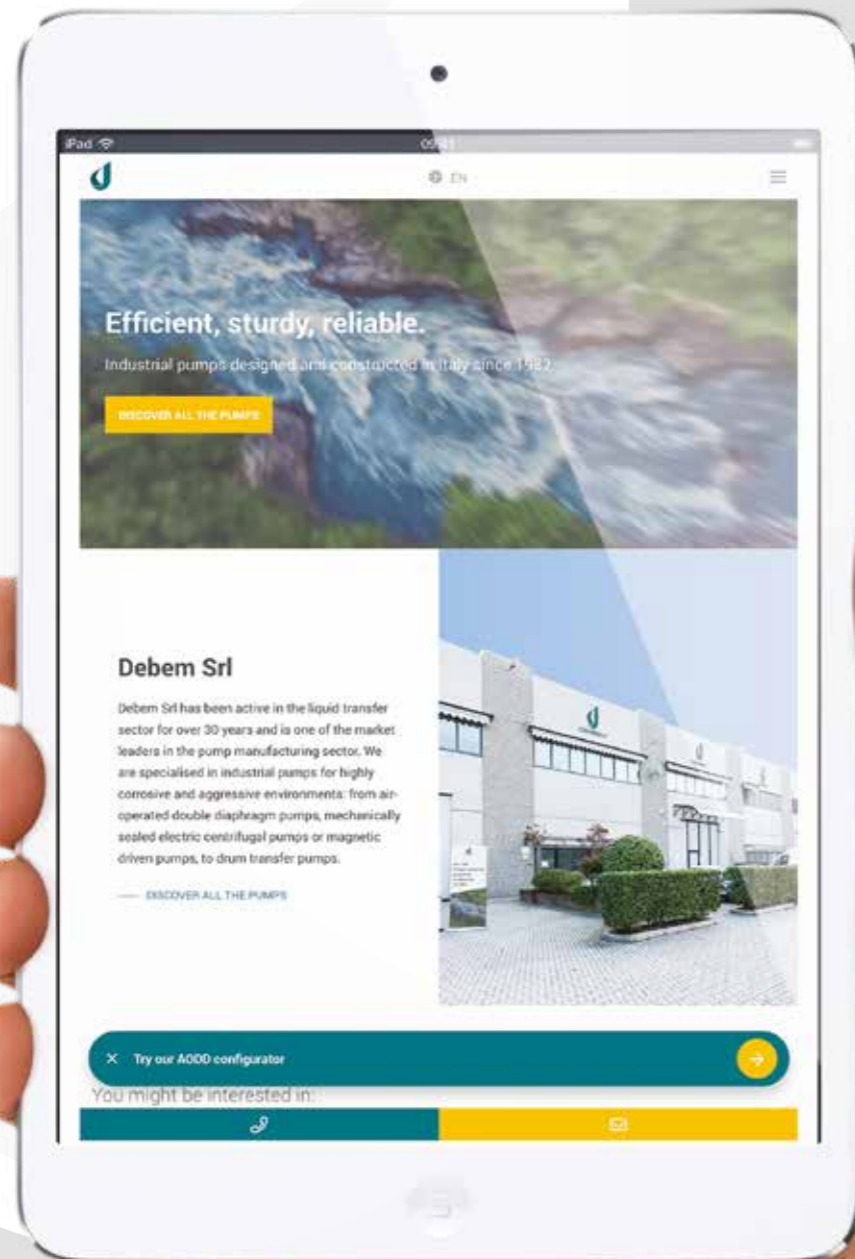 iPad
09:41
EN
Efficient, sturdy, reliable.
Industrial pumps designed and constructed in Italy since 1982.
DISCOVER ALL THE PUMPS
Debem Srl
Debem Srl has been active in the liquid transfer
sector for over 30 years and is one of the market
leaders in the pump manufacturing sector. We
are specialised in industrial pumps for highly
corrosive and aggressive environments: from air-
operated double diaphragm pumps, mechanically
sealed electric centrifugal pumps or magnetic
driven pumps, to drum transfer pumps.
DISCOVER ALL THE PUMPS
Try our AODD configurator
You might be interested in: